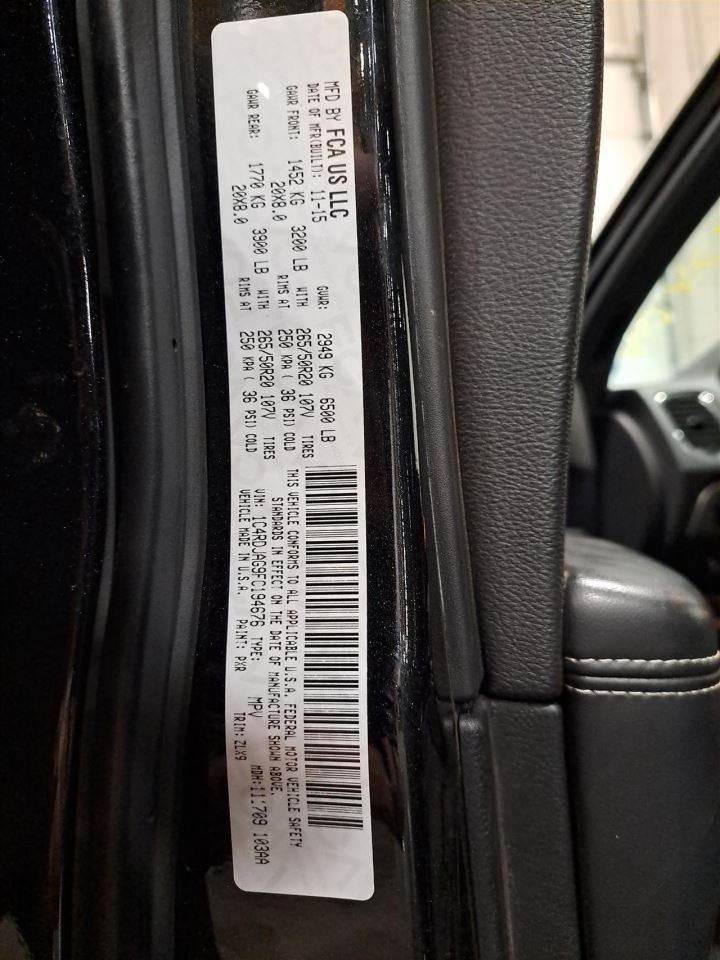 MFD BY FCA US LLC
DATE OF MFR(BUILT): 11-15 GVWR: 2949 KG 6500 LB
GAWR FRONT: 1452 KG 3200 LB WITH 265/50R20 107V TIRES
20X8.0 RIMS AT 250 KPA ( 36 PSI) COLD
GAWR REAR: 1770 KG 3900 LB WITH 265/50R20 107V TIRES
20X8.0 RIMS AT 250 KPA ( 36 PSI) COLD
THIS VEHICLE CONFORMS TO ALL APPLICABLE U.S.A. FEDERAL MOTOR VEHICLE SAFETY
STANDARDS IN EFFECT ON THE DATE OF MANUFACTURE SHOWN ABOVE.
VIN: 1C4RDJAG9FC194676 TYPE: MPV MDH:11:709 103AA
VEHICLE MADE IN U.S.A. PAINT: PXR TRIM: ZLX9